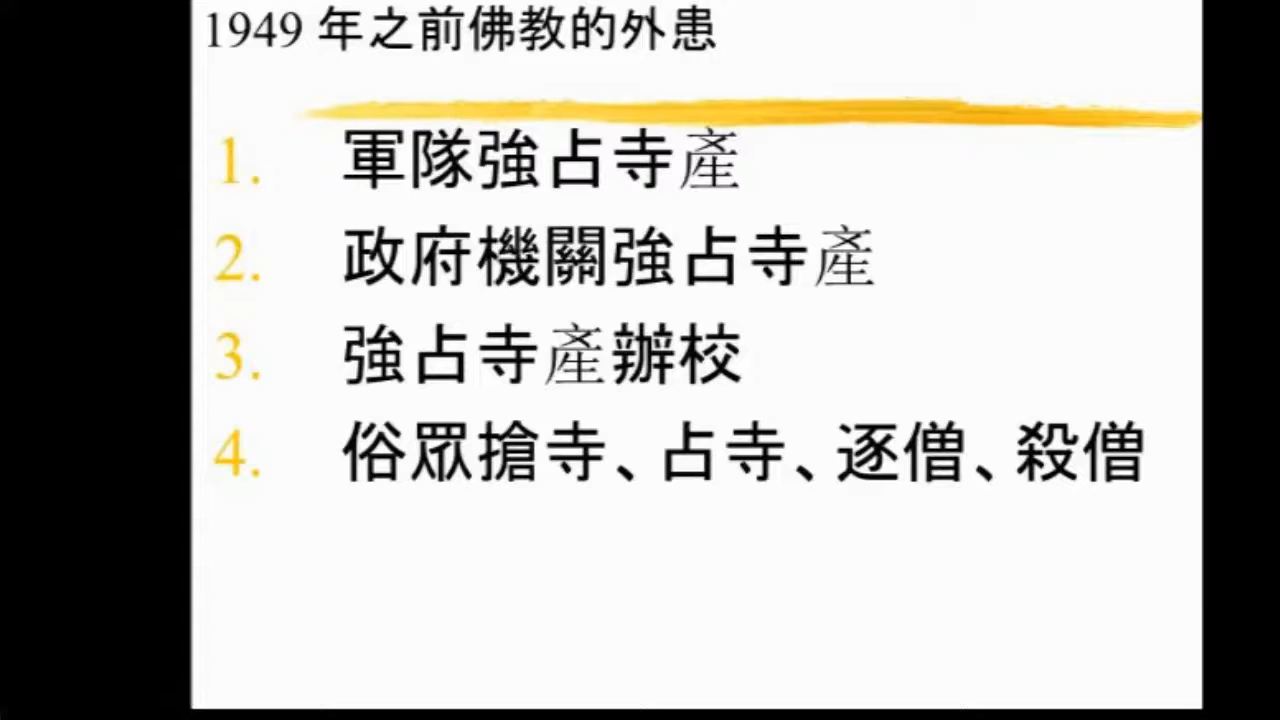 1949 年之前佛教的外患
1. 軍隊強占寺產
2. 政府機關強占寺產
3. 強占寺產辦校
4. 俗眾搶寺、占寺、逐僧、殺僧